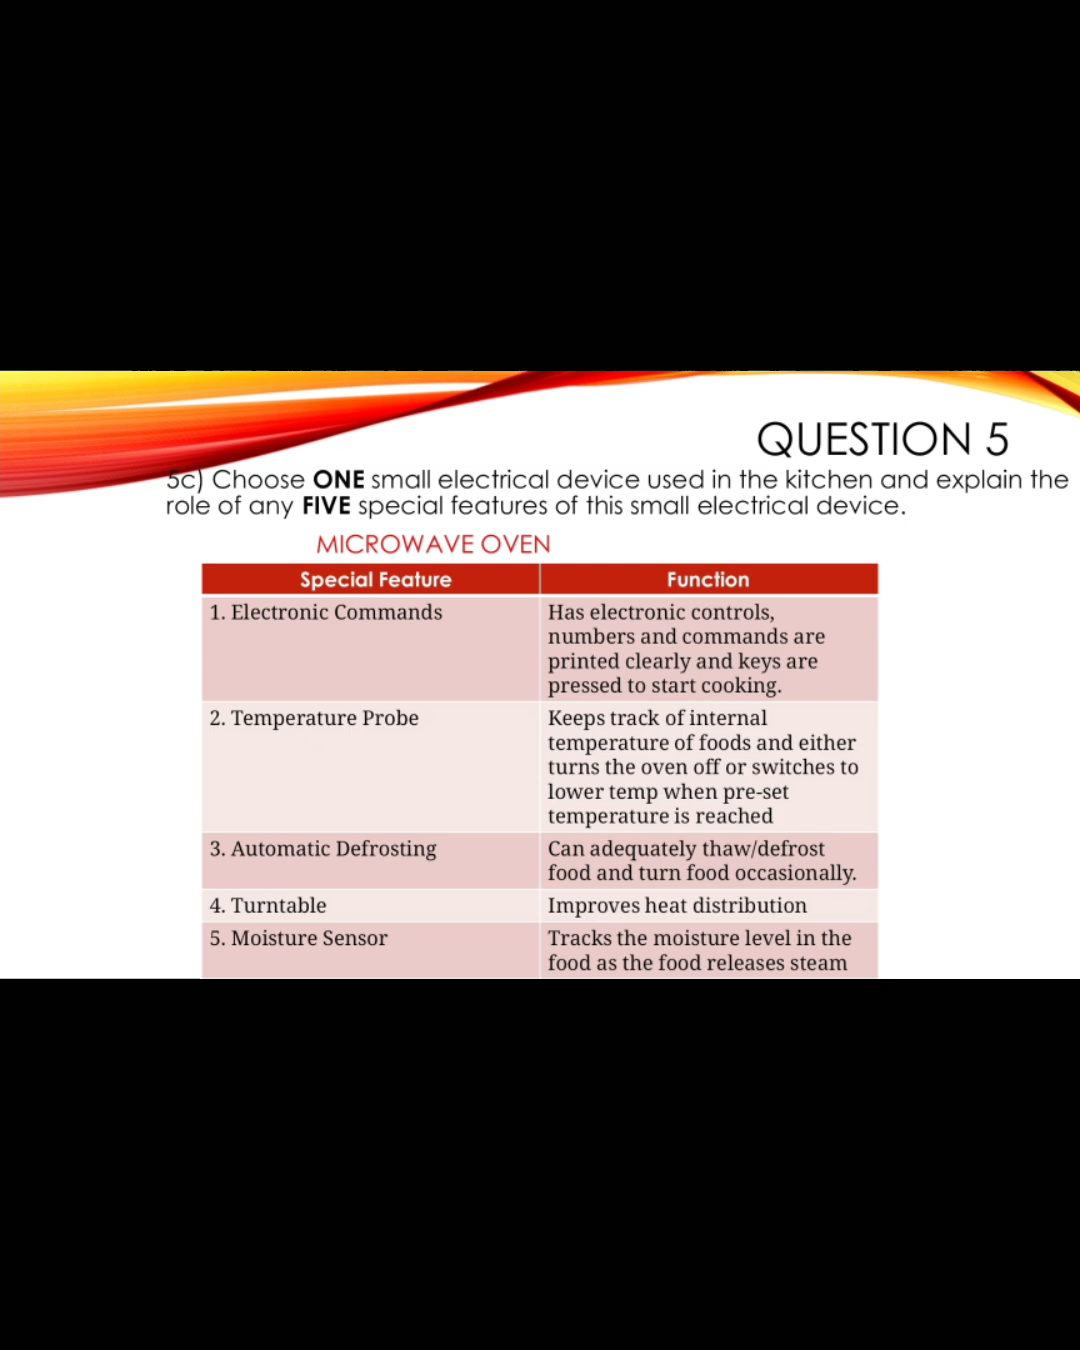 QUESTION 5
5c) Choose ONE small electrical device used in the kitchen and explain the
role of any FIVE special features of this small electrical device.
MICROWAVE OVEN
Special Feature
Function
1. Electronic Commands
Has electronic controls,
numbers and commands are
printed clearly and keys are
pressed to start cooking.
2. Temperature Probe
Keeps track of internal
temperature of foods and either
turns the oven off or switches to
lower temp when pre-set
temperature is reached
3. Automatic Defrosting
Can adequately thaw/defrost
food and turn food occasionally.
4. Turntable
Improves heat distribution
5. Moisture Sensor
Tracks the moisture level in the
food as the food releases steam